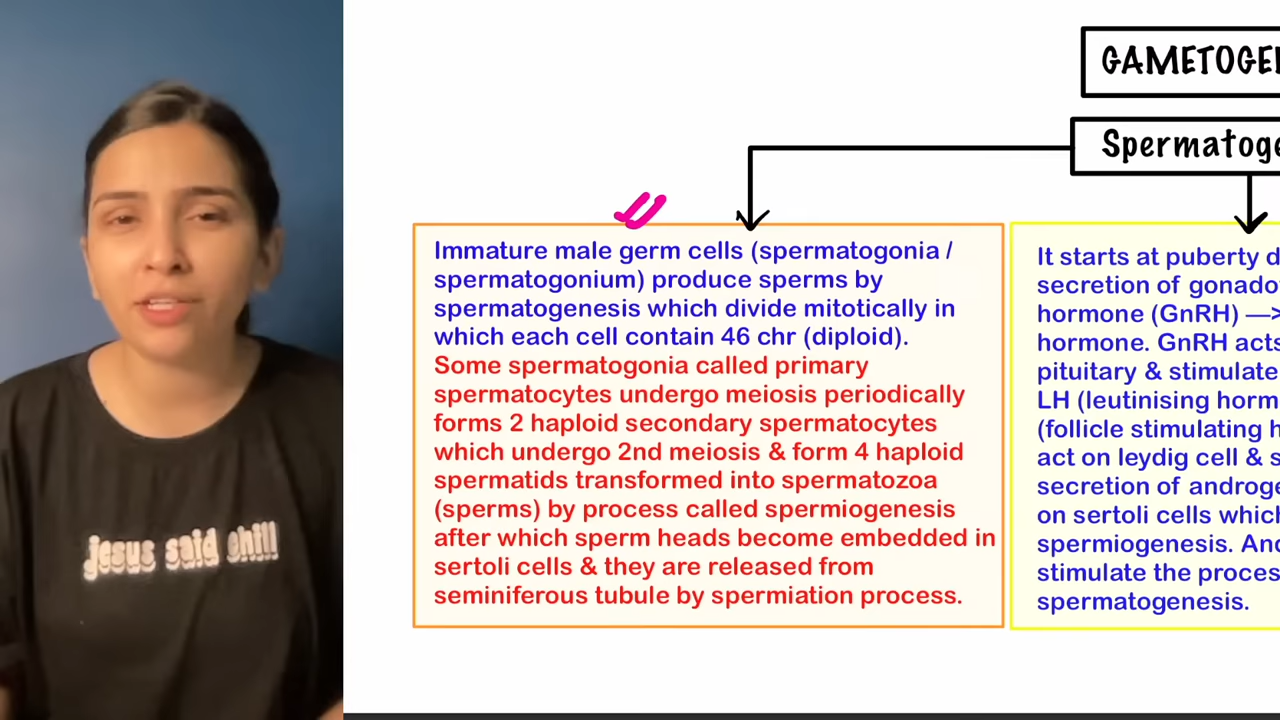 GAMETOGE
Spermatoge
Immature male germ cells (spermatogonia /
spermatogonium) produce sperms by
spermatogenesis which divide mitotically in
which each cell contain 46 chr (diploid).
Some spermatogonia called primary
spermatocytes undergo meiosis periodically
forms 2 haploid secondary spermatocytes
which undergo 2nd meiosis & form 4 haploid
spermatids transformed into spermatozoa
(sperms) by process called spermiogenesis
after which sperm heads become embedded in
sertoli cells & they are released from
seminiferous tubule by spermiation process.
It starts at puberty d
secretion of gonado
hormone (GnRH) —>
hormone. GnRH acts
pituitary & stimulate
LH (leutinising horm
(follicle stimulating h
act on leydig cell & s
secretion of androge
on sertoli cells which
spermiogenesis. And
stimulate the proces
spermatogenesis.
jesus said chill